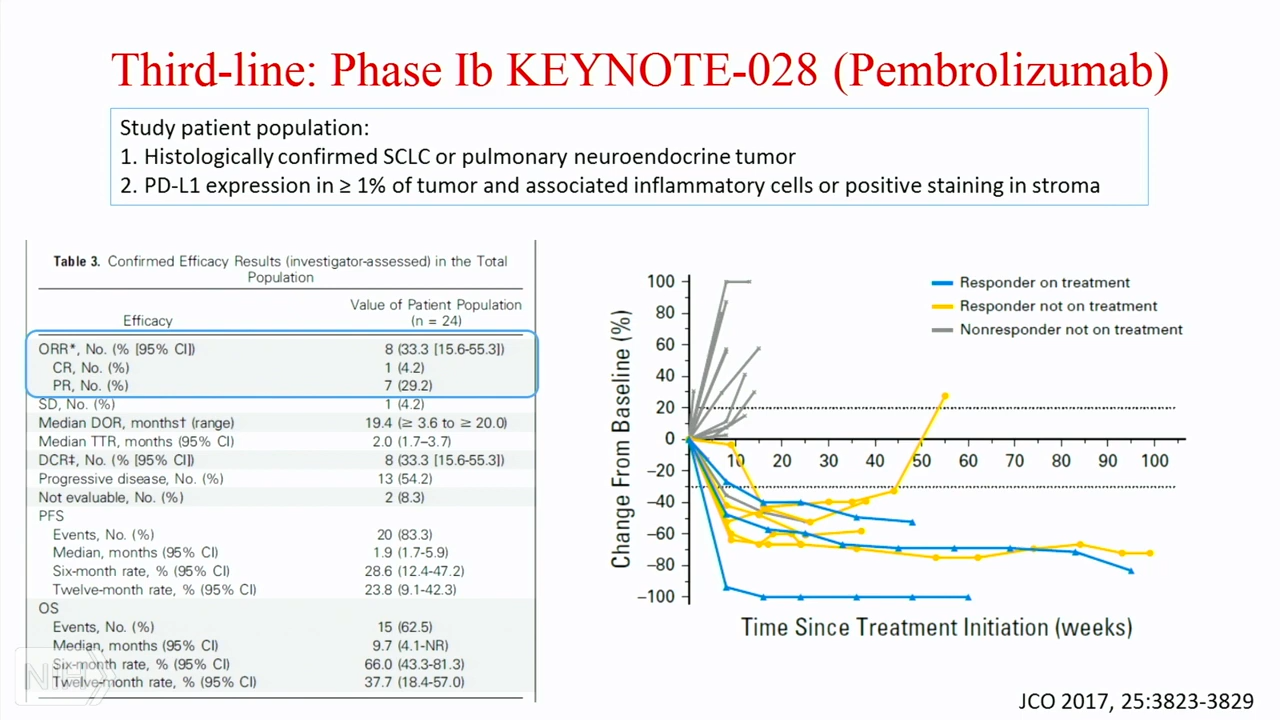 Third-line: Phase Ib KEYNOTE-028 (Pembrolizumab)
Study patient population:
1. Histologically confirmed SCLC or pulmonary neuroendocrine tumor
2. PD-L1 expression in ≥ 1% of tumor and associated inflammatory cells or positive staining in stroma
Table 3. Confirmed Efficacy Results (investigator-assessed) in the Total
Population
Value of Patient Population
Efficacy (n = 24)
ORR*, No. (% [95% CI]) 8 (33.3 [15.6-55.3])
CR, No. (%) 1 (4.2)
PR, No. (%) 7 (29.2)
SD, No. (%) 1 (4.2)
Median DOR, months† (range) 19.4 (≥ 3.6 to ≥ 20.0)
Median TTR, months (95% CI) 2.0 (1.7–3.7)
DCR‡, No. (% [95% CI]) 8 (33.3 [15.6-55.3])
Progressive disease, No. (%) 13 (54.2)
Not evaluable, No. (%) 2 (8.3)
PFS
Events, No. (%) 20 (83.3)
Median, months (95% CI) 1.9 (1.7-5.9)
Six-month rate, % (95% CI) 28.6 (12.4-47.2)
Twelve-month rate, % (95% CI) 23.8 (9.1-42.3)
OS
Events, No. (%) 15 (62.5)
Median, months (95% CI) 9.7 (4.1-NR)
Six-month rate, % (95% CI) 66.0 (43.3-81.3)
Twelve-month rate, % (95% CI) 37.7 (18.4-57.0)
NIH
Change From Baseline (%)
100
80
60
40
20
0
–20
–40
–60
–80
–100
10 20 30 40 50 60 70 80 90 100
Time Since Treatment Initiation (weeks)
Responder on treatment
Responder not on treatment
Nonresponder not on treatment
JCO 2017, 25:3823-3829